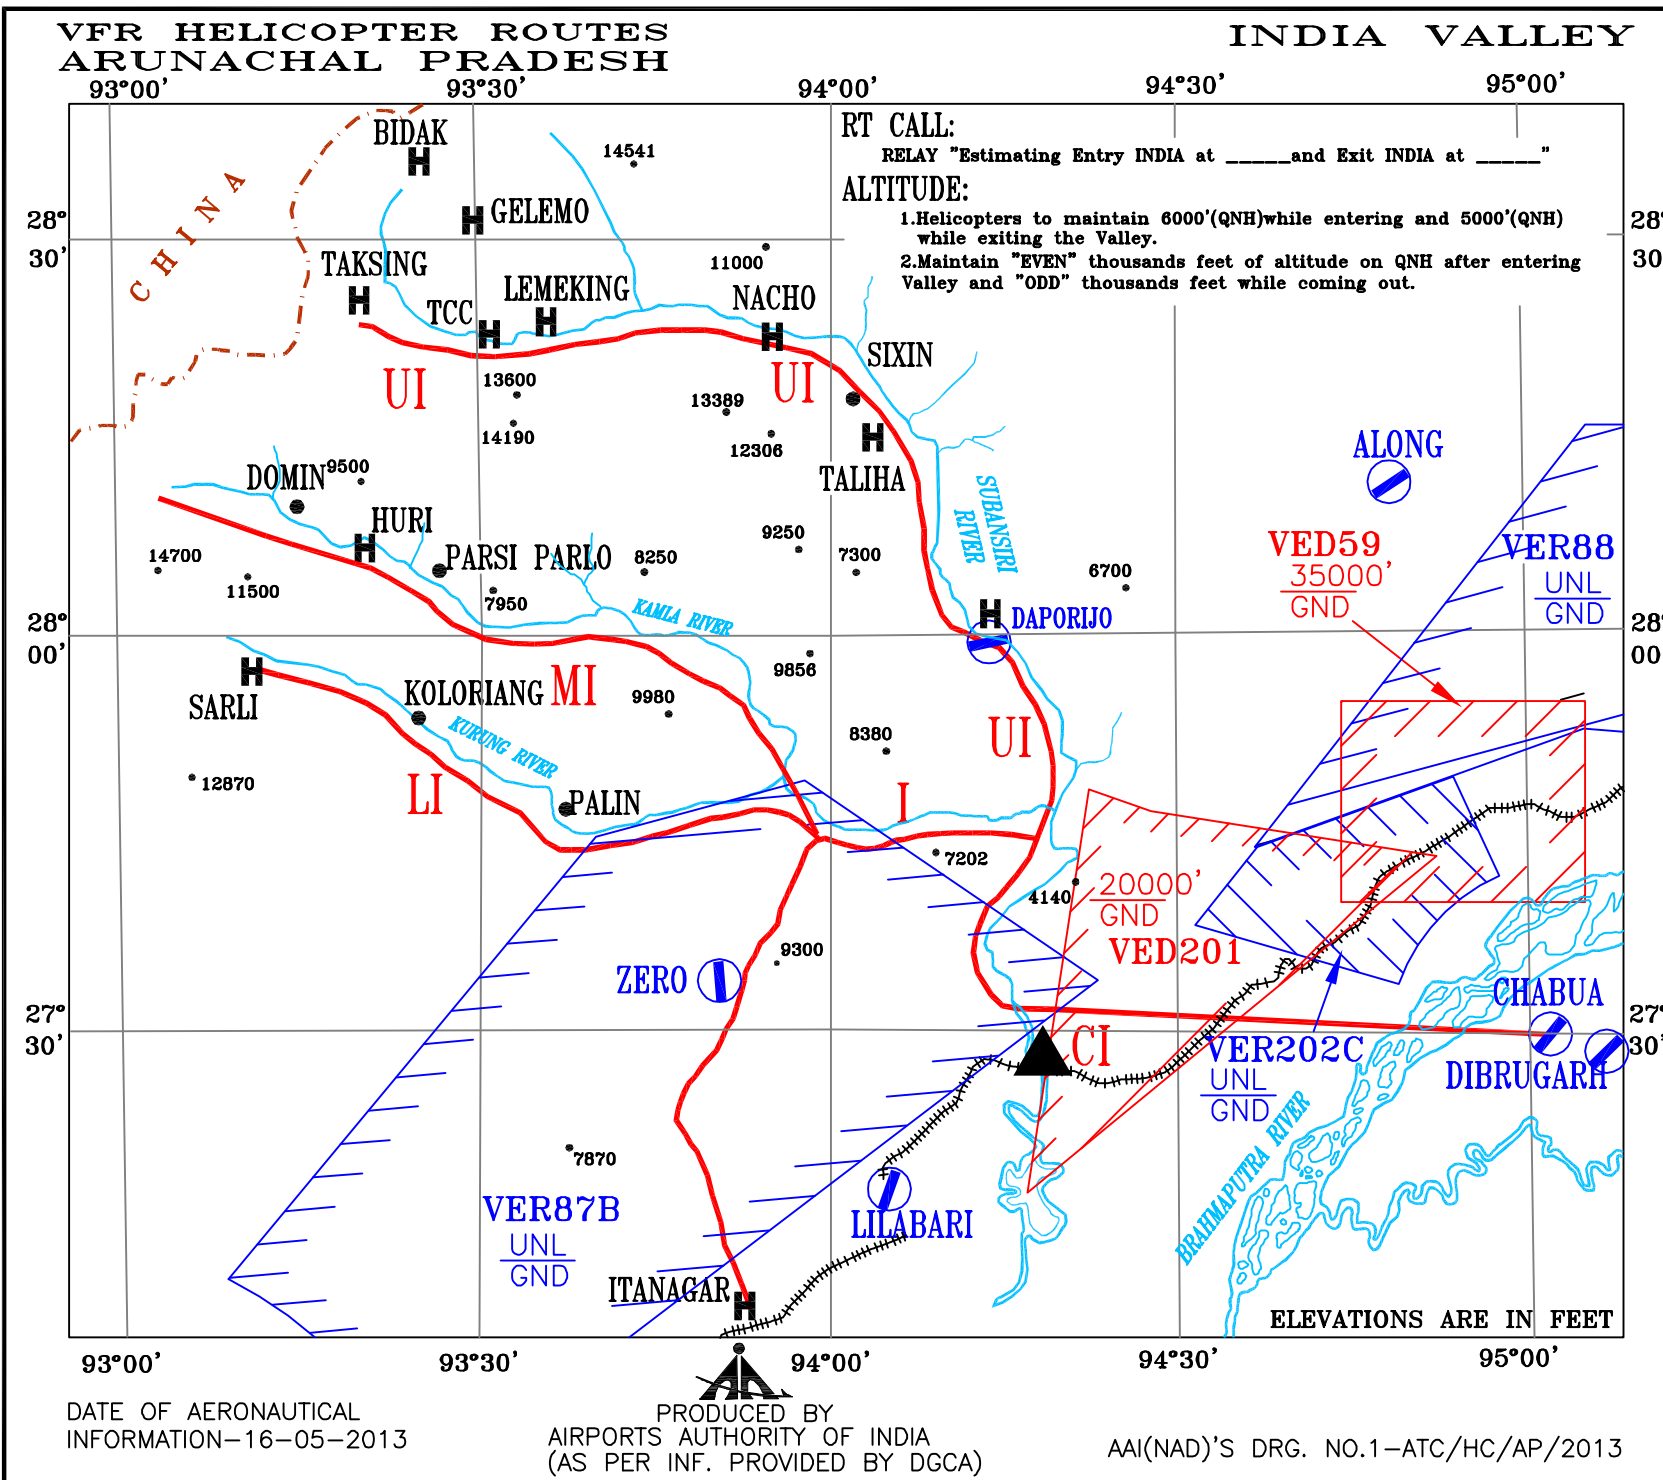 VFR HELICOPTER ROUTES
ARUNACHAL PRADESH
INDIA VALLEY
93°00'
93°30'
94°00'
94°30'
95°00'
RT CALL:
RELAY "Estimating Entry INDIA at _____and Exit INDIA at _____"
ALTITUDE:
1.Helicopters to maintain 6000'(QNH)while entering and 5000'(QNH)
while exiting the Valley.
2.Maintain "EVEN" thousands feet of altitude on QNH after entering
Valley and "ODD" thousands feet while coming out.
BIDAK
H
14541
CHINA
28°
30'
28°
30'
H
GELEMO
11000
TAKSING
H
TCC
H
LEMEKING
H
NACHO
H
SIXIN
UI
UI
13600
14190
13389
12306
H
TALIHA
ALONG
DOMIN
9500
HURI
H
SUBANSIRI
RIVER
VED59
35000'
GND
VER88
UNL
GND
14700
11500
PARSI PARLO
7950
8250
9250
7300
6700
KAMLA RIVER
H
DAPORIJO
28°
00'
28°
00'
H
SARLI
KOLORIANG
MI
9980
9856
KURUNG RIVER
8380
UI
12870
LI
PALIN
I
7202
4140
20000'
GND
VED201
9300
ZERO
CHABUA
27°
30'
27°
30'
CI
VER202C
UNL
GND
DIBRUGARH
BRAHMAPUTRA RIVER
7870
VER87B
UNL
GND
LILABARI
ITANAGAR
H
ELEVATIONS ARE IN FEET
93°00'
93°30'
94°00'
94°30'
95°00'
DATE OF AERONAUTICAL
INFORMATION-16-05-2013
PRODUCED BY
AIRPORTS AUTHORITY OF INDIA
(AS PER INF. PROVIDED BY DGCA)
AAI(NAD)'S DRG. NO.1-ATC/HC/AP/2013